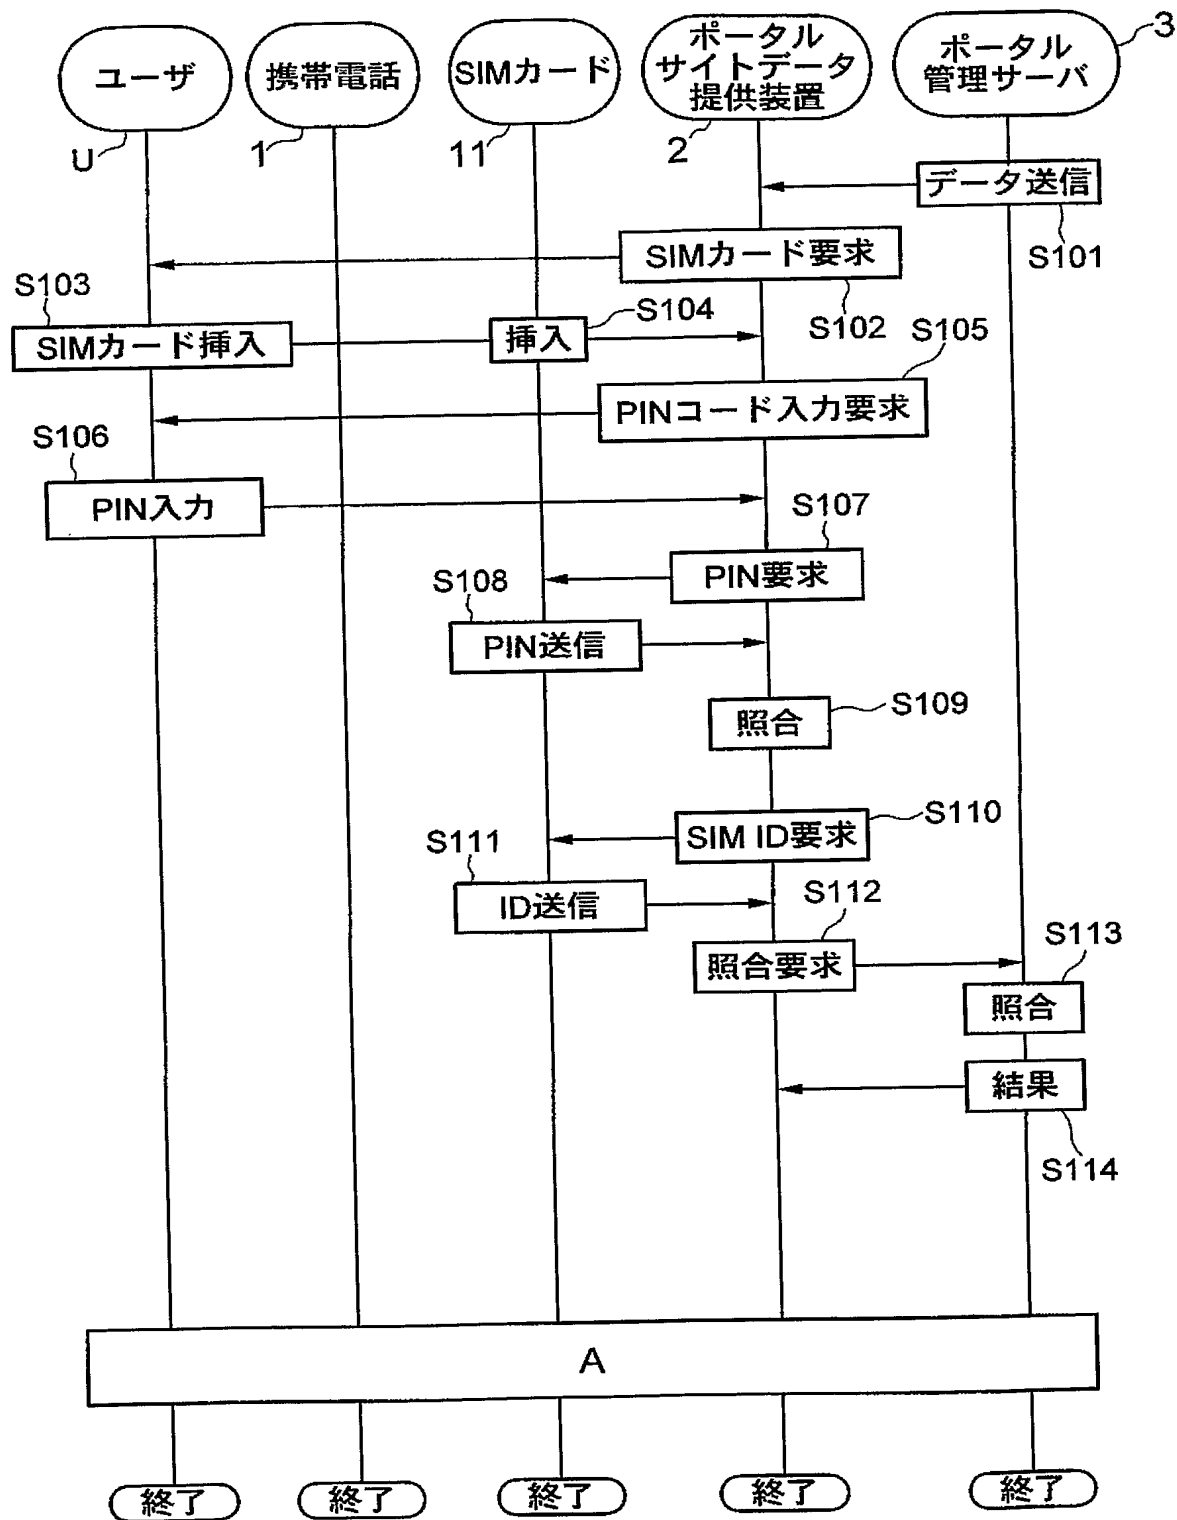 ユーザ
U
携帯電話
1
SIMカード
11
ポータル
サイトデータ
提供装置
2
ポータル
管理サーバ
3
データ送信
S101
SIMカード要求
S102
S103
SIMカード挿入
挿入
S104
S105
PINコード入力要求
S106
PIN入力
S107
PIN要求
S108
PIN送信
照合
S109
SIM ID要求
S110
S111
ID送信
S112
照合要求
S113
照合
結果
S114
A
終了
終了
終了
終了
終了